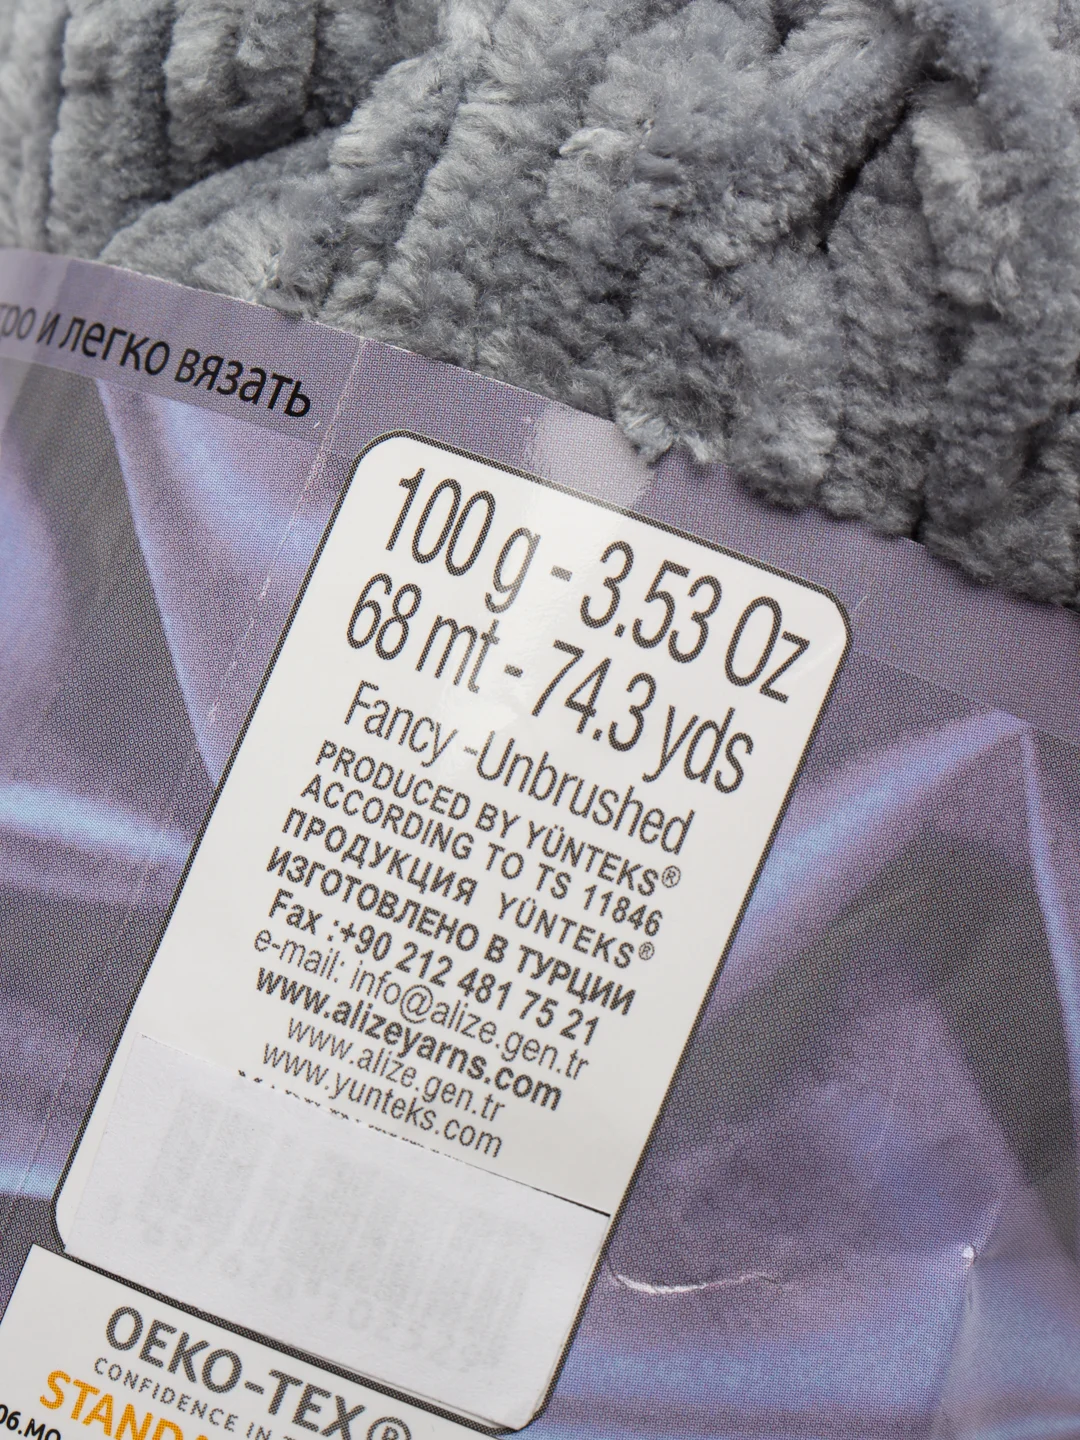 и легко вязать
100 g - 3.53 Oz
68 mt - 74.3 yds
Fancy -Unbrushed
PRODUCED BY YÜNTEKS®
ACCORDING TO TS 11846
ПРОДУКЦИЯ YÜNTEKS®
ИЗГОТОВЛЕНО В ТУРЦИИ
Fax :+90 212 481 75 21
e-mail: info@alize.gen.tr
www.alizeyarns.com
www.alize.gen.tr
www.yunteks.com
OEKO-TEX®
CONFIDENCE IN